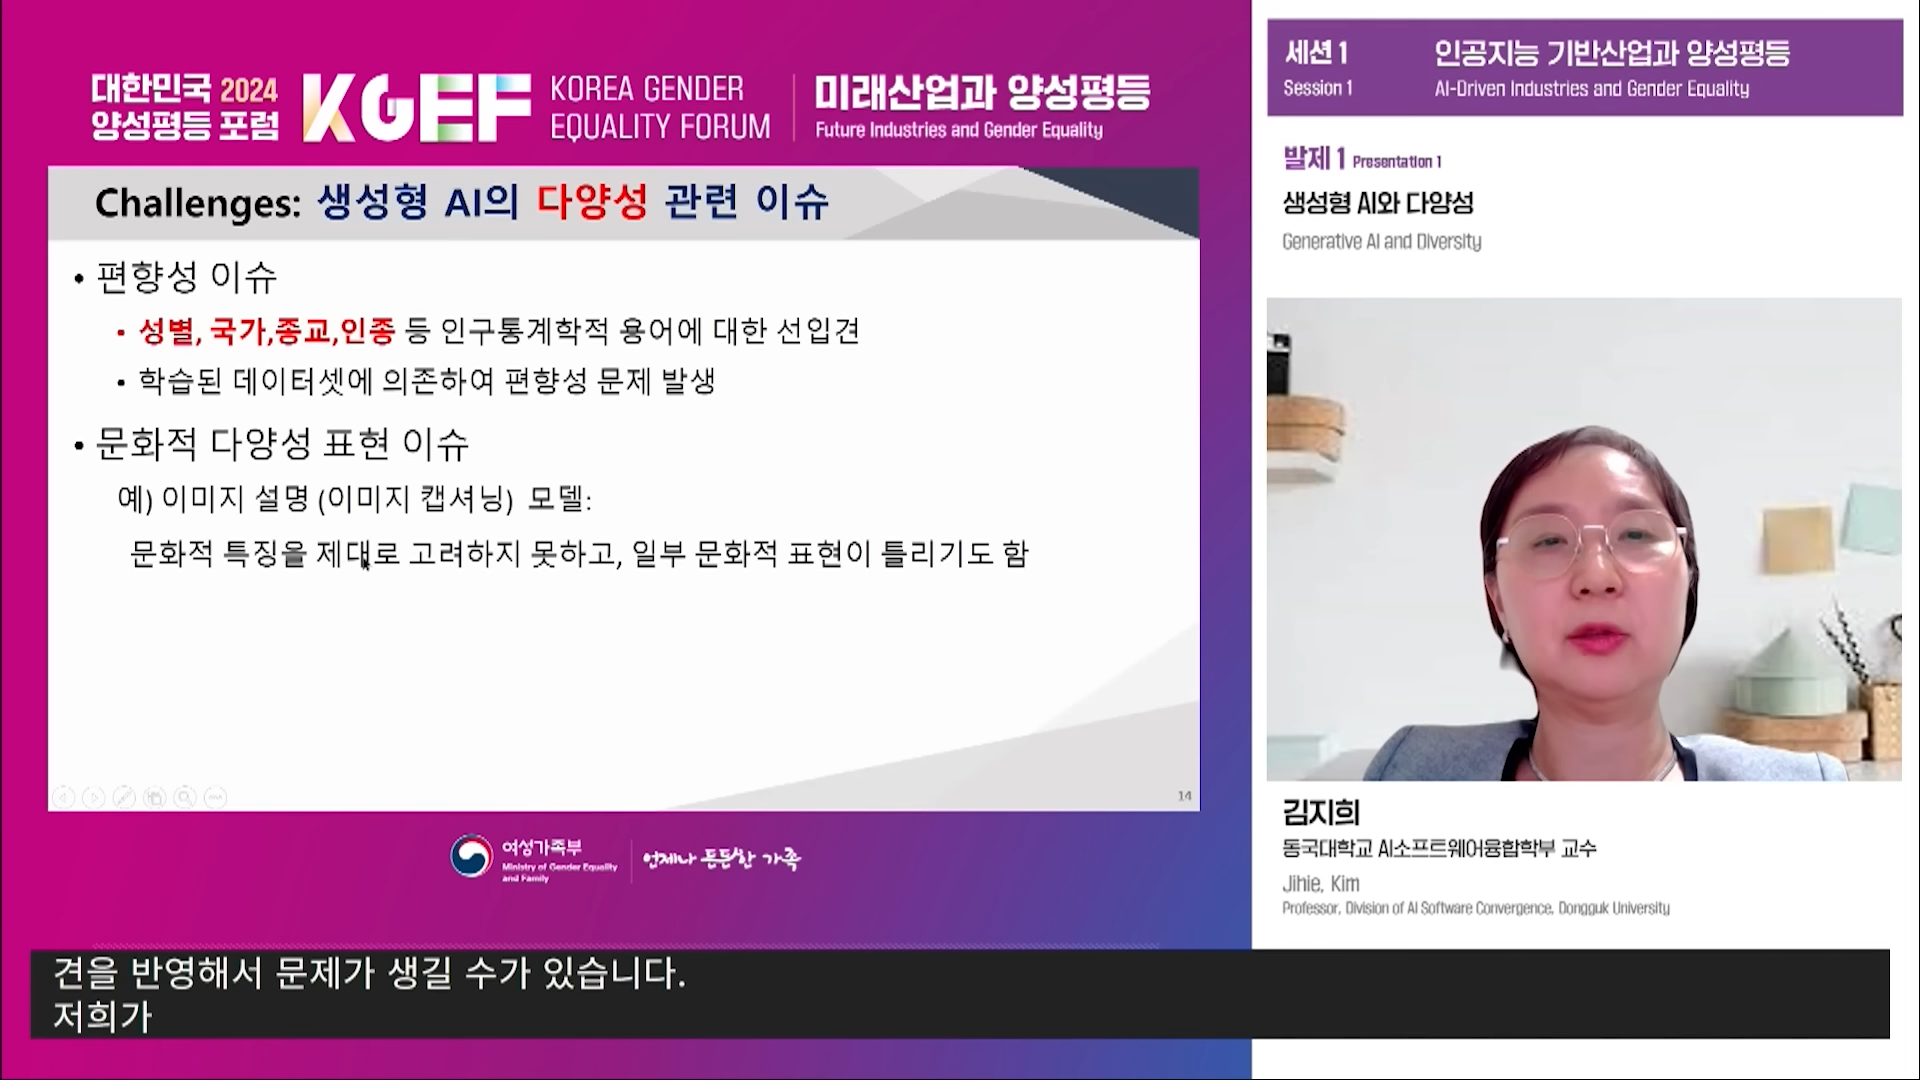 대한민국 2024
양성평등 포럼
KGEF
KOREA GENDER
EQUALITY FORUM
미래산업과 양성평등
Future Industries and Gender Equality
Challenges: 생성형 AI의 다양성 관련 이슈
• 편향성 이슈
• 성별, 국가,종교,인종 등 인구통계학적 용어에 대한 선입견
• 학습된 데이터셋에 의존하여 편향성 문제 발생
• 문화적 다양성 표현 이슈
예) 이미지 설명 (이미지 캡셔닝) 모델:
문화적 특징을 제대로 고려하지 못하고, 일부 문화적 표현이 틀리기도 함
14
여성가족부
Ministry of Gender Equality
and Family
언제나 든든한 가족
세션 1
Session 1
인공지능 기반산업과 양성평등
AI-Driven Industries and Gender Equality
발제 1 Presentation 1
생성형 AI와 다양성
Generative AI and Diversity
김지희
동국대학교 AI소프트웨어융합학부 교수
Jihie, Kim
Professor, Division of AI Software Convergence, Dongguk University
견을 반영해서 문제가 생길 수가 있습니다.
저희가